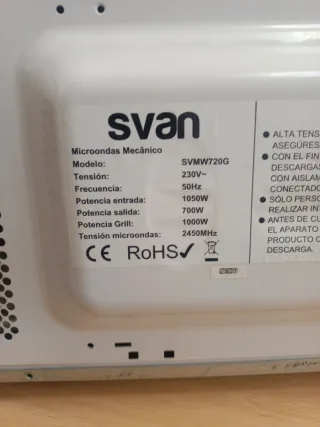 svan
Microondas Mecánico
Modelo: SVMW720G
Tensión: 230V~
Frecuencia: 50Hz
Potencia entrada: 1050W
Potencia salida: 700W
Potencia Grill: 1000W
Tensión microondas: 2450MHz
CE RoHS✓
● ALTA TENS
ASEGÚRES
● CON EL FIN
DESCARGAS
CON AISLAM
CONECTADO
● SÓLO PERSO
REALIZAR INT
● ANTES DE CU
EL APARATO
PRODUCTO O
DESCARGA.